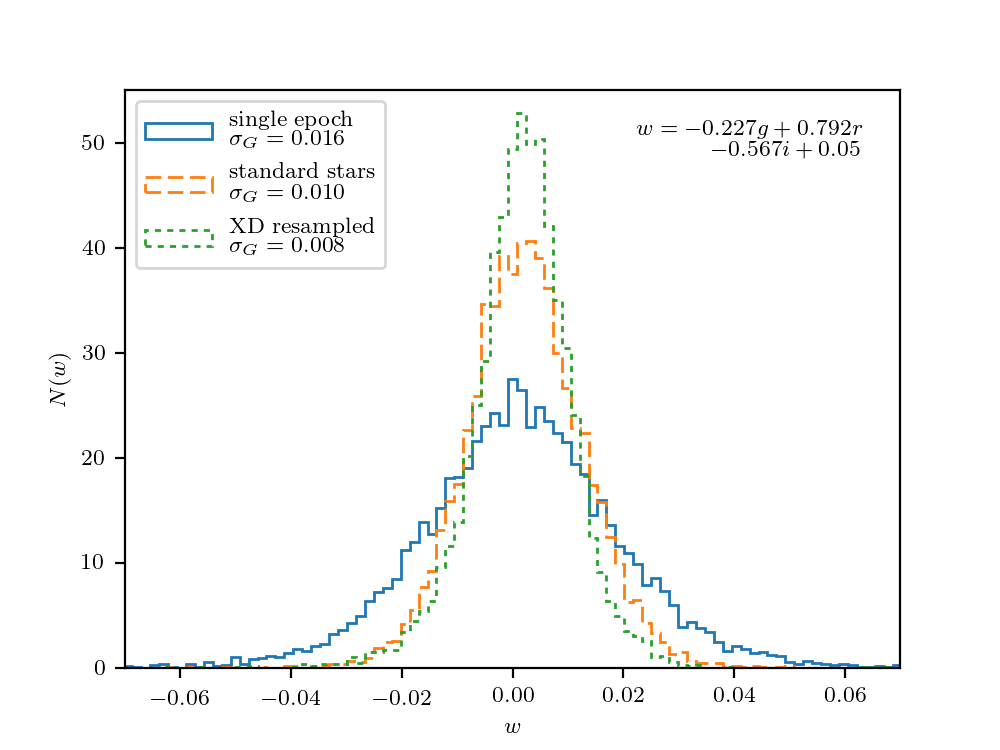 single epoch
σ_G = 0.016
standard stars
σ_G = 0.010
XD resampled
σ_G = 0.008
w = −0.227g + 0.792r
−0.567i + 0.05
50
40
30
20
10
0
N(w)
−0.06 −0.04 −0.02 0.00 0.02 0.04 0.06
w